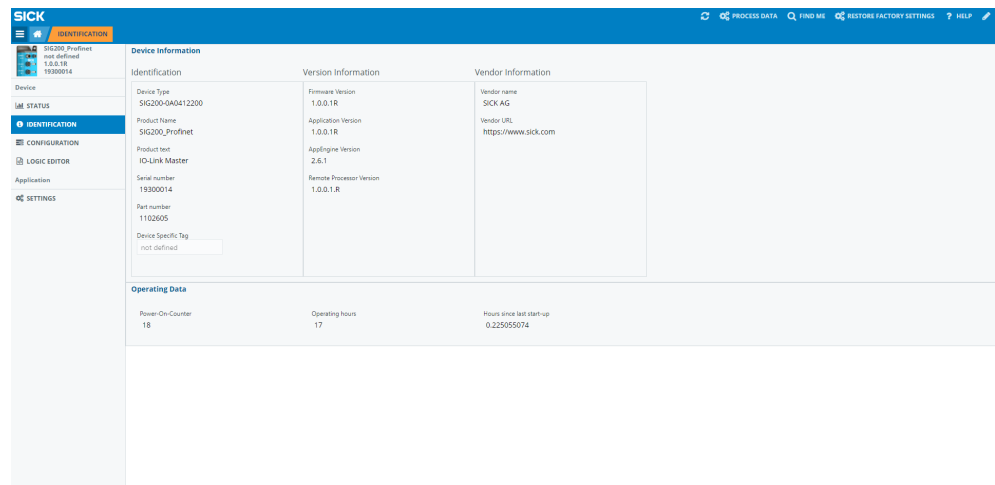 SICK
PROCESS DATA
FIND ME
RESTORE FACTORY SETTINGS
? HELP
IDENTIFICATION
SIG200_Profinet
not defined
1.0.0.1R
19300014
Device
STATUS
IDENTIFICATION
CONFIGURATION
LOGIC EDITOR
Application
SETTINGS
Device Information
Identification
Device Type
SIG200-0A0412200
Product Name
SIG200_Profinet
Product text
IO-Link Master
Serial number
19300014
Part number
1102605
Device Specific Tag
not defined
Version Information
Firmware Version
1.0.0.1R
Application Version
1.0.0.1R
AppEngine Version
2.6.1
Remote Processor Version
1.0.0.1.R
Vendor Information
Vendor name
SICK AG
Vendor URL
https://www.sick.com
Operating Data
Power-On-Counter
18
Operating hours
17
Hours since last start-up
0.225055074